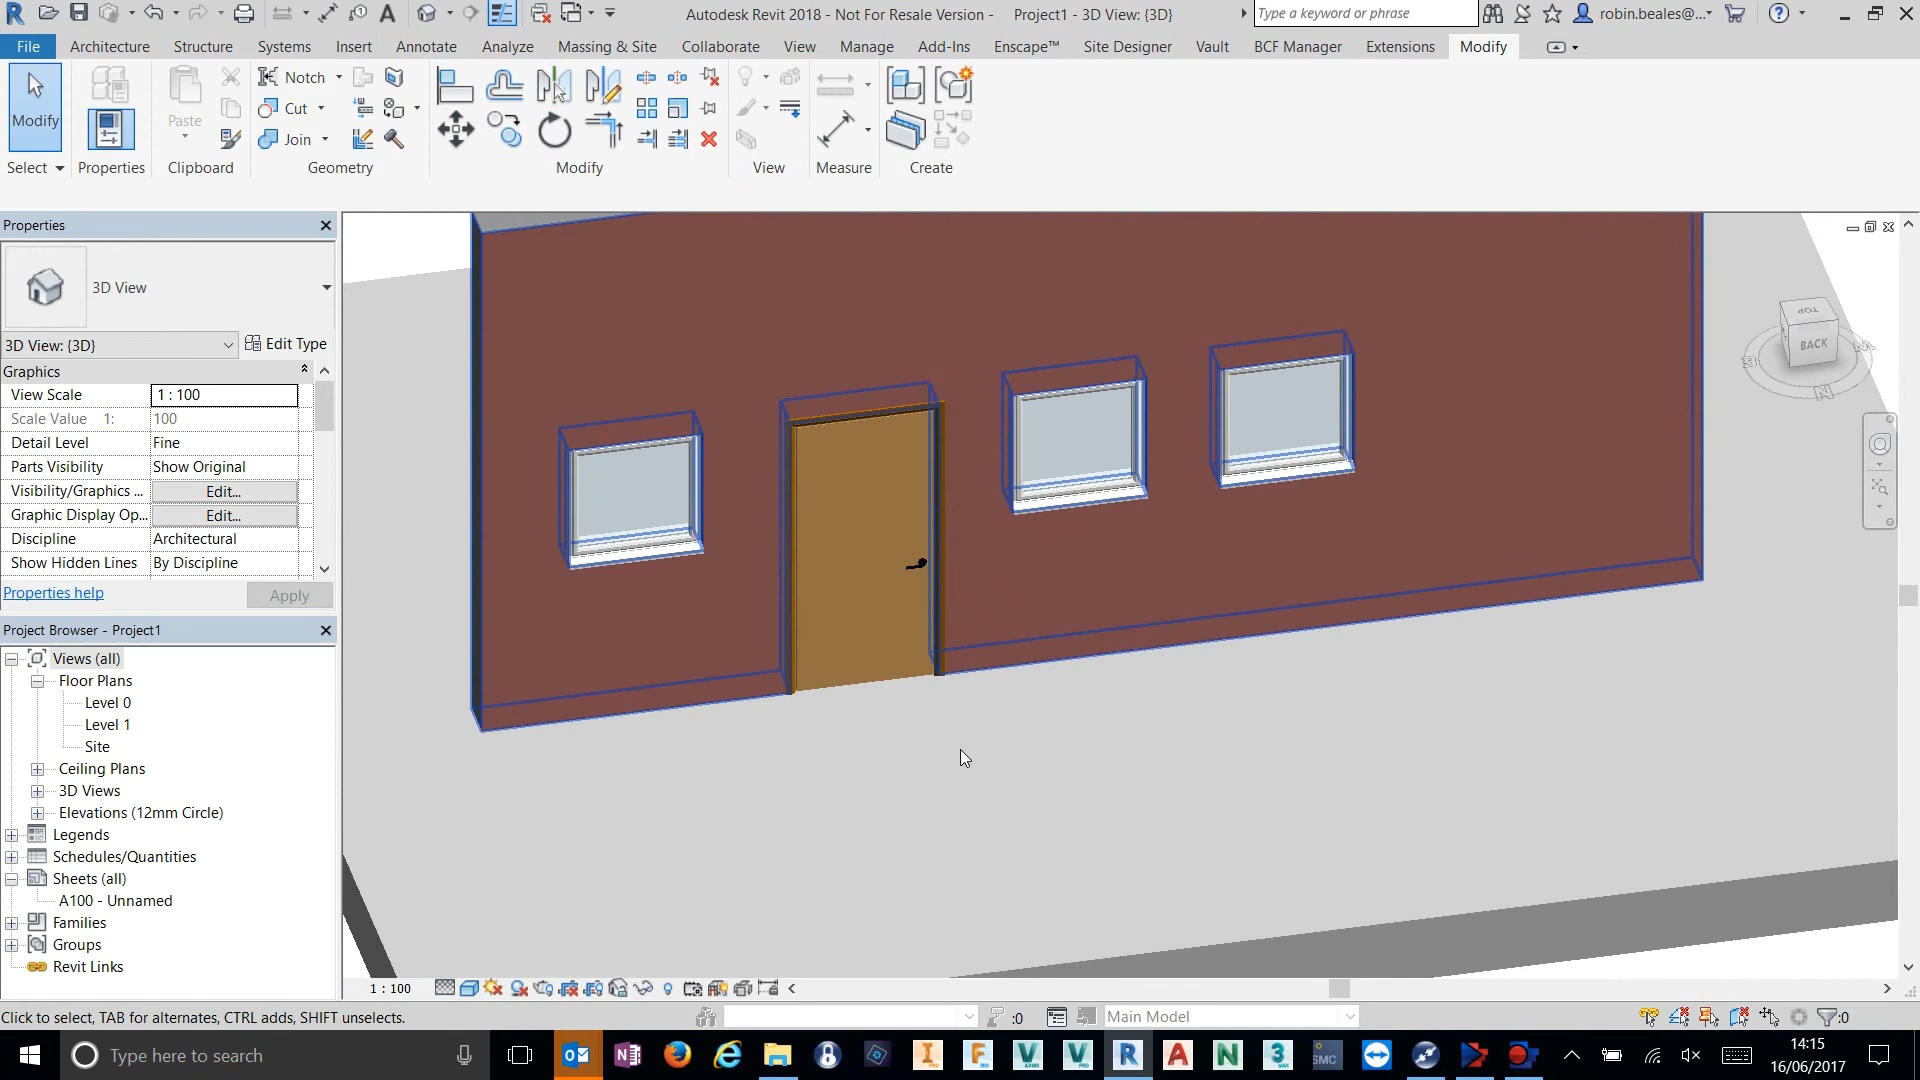 Autodesk Revit 2018 - Not For Resale Version - Project1 - 3D View: {3D}
Type a keyword or phrase
robin.beales@...
File Architecture Structure Systems Insert Annotate Analyze Massing & Site Collaborate View Manage Add-Ins Enscape™ Site Designer Vault BCF Manager Extensions Modify
Modify
Paste
Notch
Cut
Join
Select Properties Clipboard Geometry Modify View Measure Create
Properties
3D View
3D View: {3D}
Edit Type
Graphics
View Scale 1 : 100
Scale Value 1: 100
Detail Level Fine
Parts Visibility Show Original
Visibility/Graphics ... Edit...
Graphic Display Op... Edit...
Discipline Architectural
Show Hidden Lines By Discipline
Properties help
Apply
Project Browser - Project1
Views (all)
Floor Plans
Level 0
Level 1
Site
Ceiling Plans
3D Views
Elevations (12mm Circle)
Legends
Schedules/Quantities
Sheets (all)
A100 - Unnamed
Families
Groups
Revit Links
TOP
BACK
N
1 : 100
Click to select, TAB for alternates, CTRL adds, SHIFT unselects.
:0
Main Model
:0
Type here to search
14:15
16/06/2017